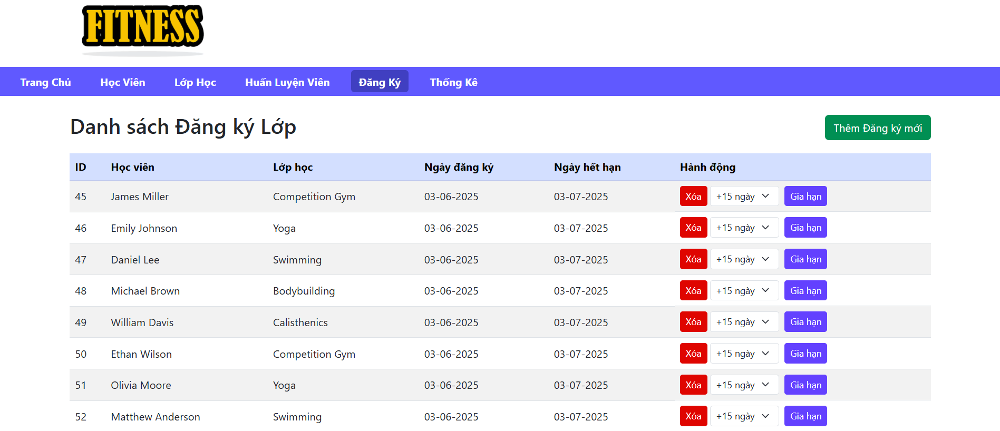 FITNESS
Trang Chủ Học Viên Lớp Học Huấn Luyện Viên Đăng Ký Thống Kê
Danh sách Đăng ký Lớp Thêm Đăng ký mới
ID Học viên Lớp học Ngày đăng ký Ngày hết hạn Hành động
45 James Miller Competition Gym 03-06-2025 03-07-2025 Xóa +15 ngày Gia hạn
46 Emily Johnson Yoga 03-06-2025 03-07-2025 Xóa +15 ngày Gia hạn
47 Daniel Lee Swimming 03-06-2025 03-07-2025 Xóa +15 ngày Gia hạn
48 Michael Brown Bodybuilding 03-06-2025 03-07-2025 Xóa +15 ngày Gia hạn
49 William Davis Calisthenics 03-06-2025 03-07-2025 Xóa +15 ngày Gia hạn
50 Ethan Wilson Competition Gym 03-06-2025 03-07-2025 Xóa +15 ngày Gia hạn
51 Olivia Moore Yoga 03-06-2025 03-07-2025 Xóa +15 ngày Gia hạn
52 Matthew Anderson Swimming 03-06-2025 03-07-2025 Xóa +15 ngày Gia hạn